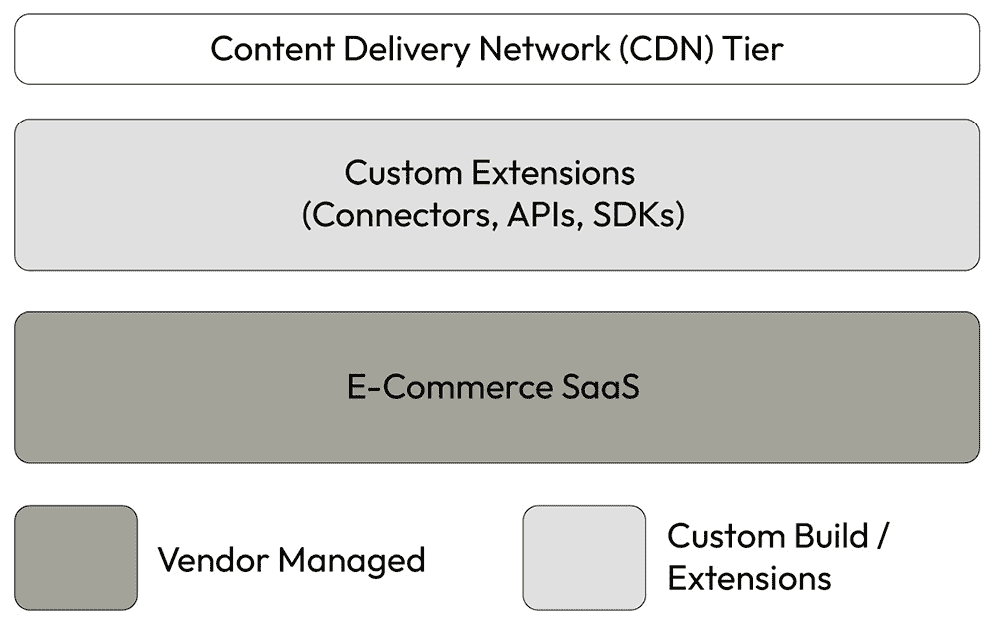 Content Delivery Network (CDN) Tier
Custom Extensions
(Connectors, APIs, SDKs)
E-Commerce SaaS
Vendor Managed
Custom Build /
Extensions